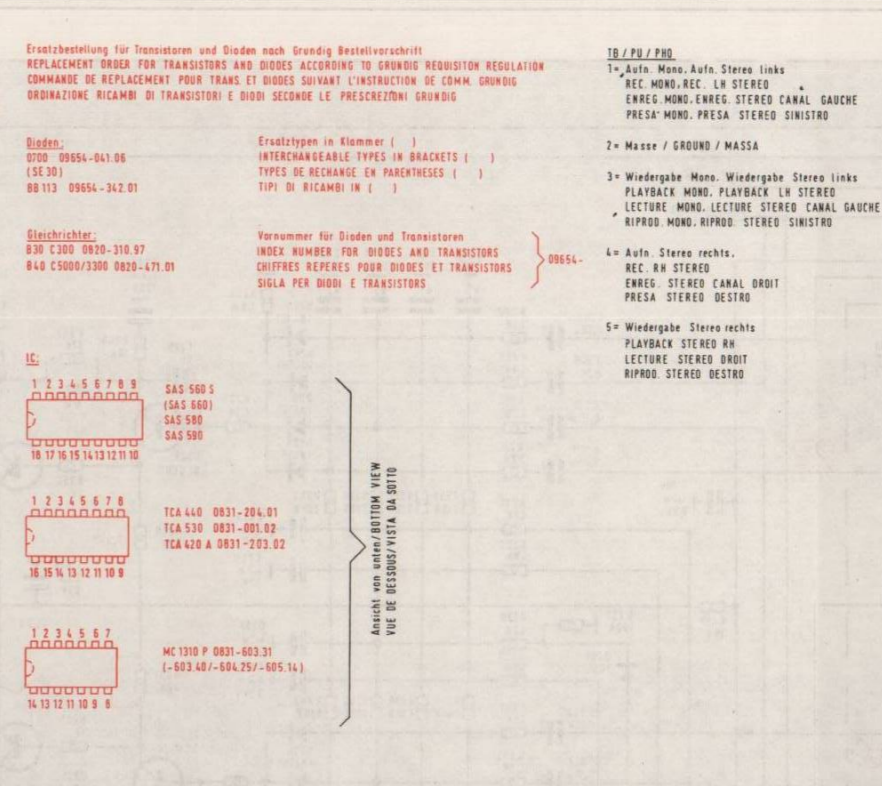 Ersatzbestellung für Transistoren und Dioden nach Grundig Bestellvorschrift
REPLACEMENT ORDER FOR TRANSISTORS AND DIODES ACCORDING TO GRUNDIG REQUISITON REGULATION
COMMANDE DE REPLACEMENT POUR TRANS. ET DIODES SUIVANT L'INSTRUCTION DE COMM. GRUNDIG
ORDINAZIONE RICAMBI DI TRANSISTORI E DIODI SECONDE LE PRESCREZIONI GRUNDIG
Dioden:
0700 09654-041.06
(SE 30)
BB 113 09654-342.01
Ersatztypen in Klammer ( )
INTERCHANGEABLE TYPES IN BRACKETS ( )
TYPES DE RECHANGE EN PARENTHESES ( )
TIPI DI RICAMBI IN ( )
Gleichrichter:
B30 C300 0820-310.97
B40 C5000/3300 0820-471.01
Vornummer für Dioden und Transistoren
INDEX NUMBER FOR DIODES AND TRANSISTORS
CHIFFRES REPERES POUR DIODES ET TRANSISTORS
SIGLA PER DIODI E TRANSISTORS
09654-
IC:
1 2 3 4 5 6 7 8 9
18 17 16 15 14 13 12 11 10
SAS 560 S
(SAS 660)
SAS 580
SAS 590
1 2 3 4 5 6 7 8
16 15 14 13 12 11 10 9
TCA 440 0831-204.01
TCA 530 0831-001.02
TCA 420 A 0831-203.02
1 2 3 4 5 6 7
14 13 12 11 10 9 8
MC 1310 P 0831-603.31
(-603.40/-604.25/-605.14)
Ansicht von unten/BOTTOM VIEW
VUE DE DESSOUS/VISTA DA SOTTO
TB / PU / PHO
1= Aufn. Mono, Aufn. Stereo links
REC. MONO, REC. LH STEREO
ENREG. MONO, ENREG. STEREO CANAL GAUCHE
PRESA MONO, PRESA STEREO SINISTRO
2= Masse / GROUND / MASSA
3= Wiedergabe Mono, Wiedergabe Stereo links
PLAYBACK MONO, PLAYBACK LH STEREO
LECTURE MONO, LECTURE STEREO CANAL GAUCHE
RIPROD. MONO, RIPROD. STEREO SINISTRO
4= Aufn. Stereo rechts.
REC. RH STEREO
ENREG. STEREO CANAL DROIT
PRESA STEREO DESTRO
5= Wiedergabe Stereo rechts
PLAYBACK STEREO RH
LECTURE STEREO DROIT
RIPROD. STEREO DESTRO